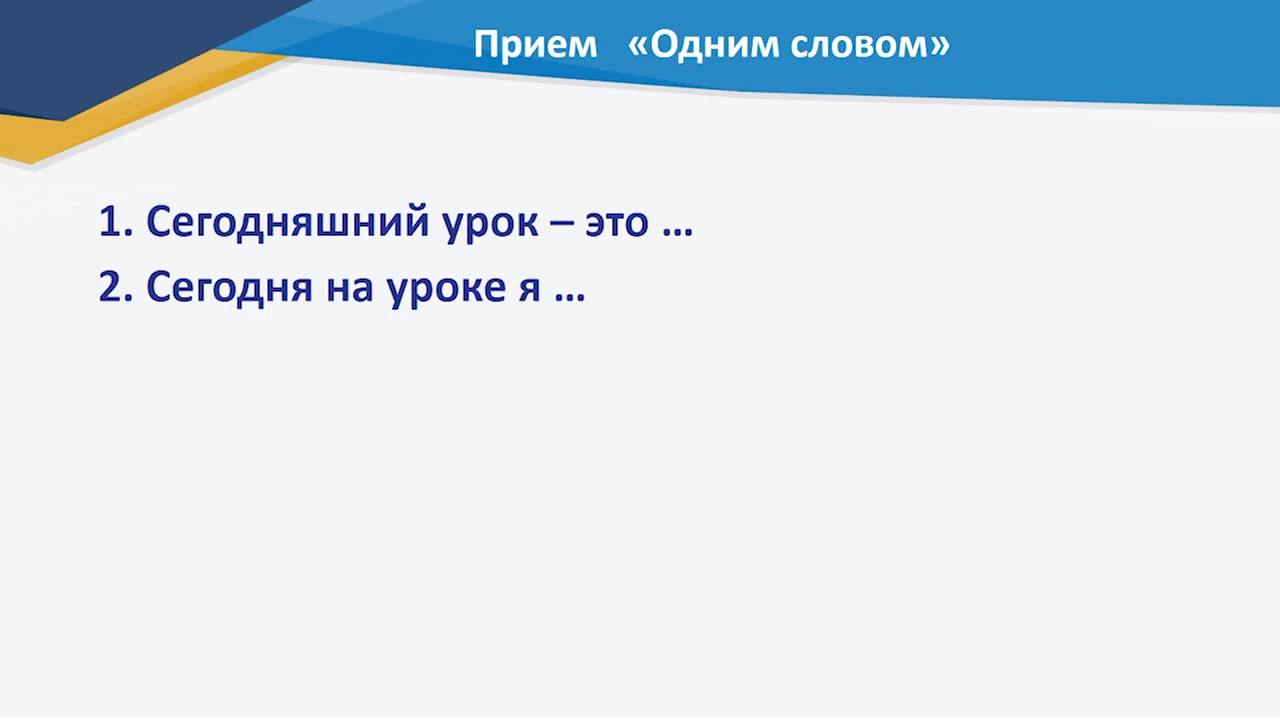 Прием «Одним словом»
1. Сегодняшний урок – это ...
2. Сегодня на уроке я ...